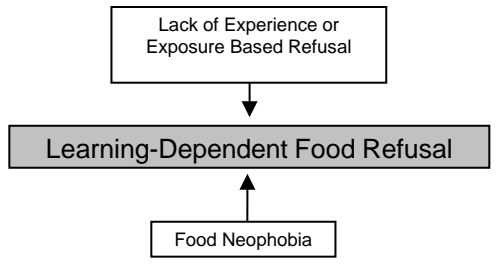 Lack of Experience or
Exposure Based Refusal
Learning-Dependent Food Refusal
Food Neophobia